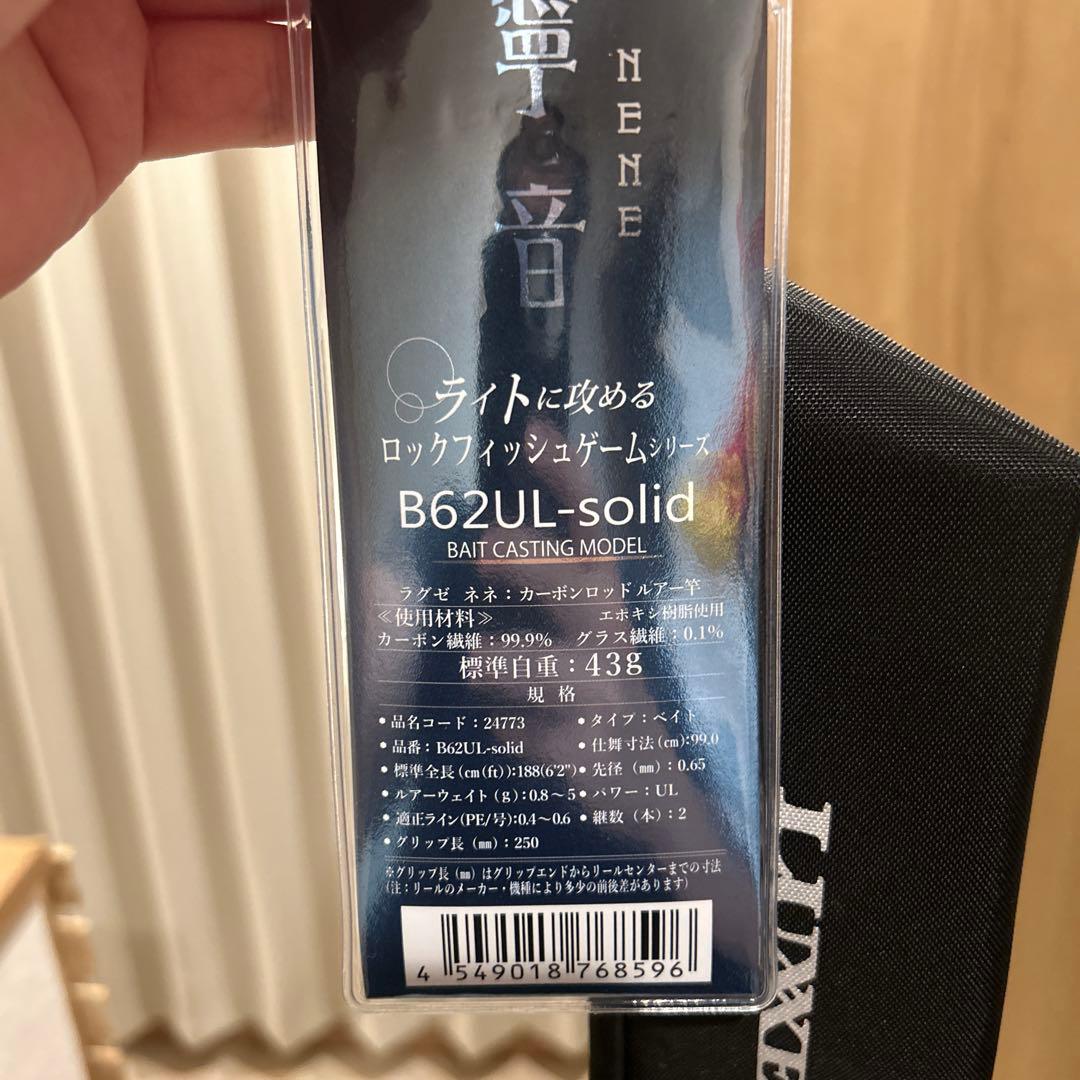 寧音
NENE
ライトに攻める
ロックフィッシュゲームシリーズ
B62UL-solid
BAIT CASTING MODEL
ラグゼ ネネ：カーボンロッド ルアー竿
≪使用材料≫ エポキシ樹脂使用
カーボン繊維：99.9% グラス繊維：0.1%
標準自重：43g
規 格
•品名コード：24773 •タイプ：ベイト
•品番：B62UL-solid •仕舞寸法(cm):99.0
•標準全長(cm(ft)):188(6'2") •先径(mm)：0.65
•ルアーウェイト(g)：0.8～5 •パワー：UL
•適正ライン(PE/号):0.4～0.6 •継数(本)：2
•グリップ長(mm)：250
※グリップ長(mm)はグリップエンドからリールセンターまでの寸法
(注：リールのメーカー・機種により多少の前後差があります)
4 549018 768596